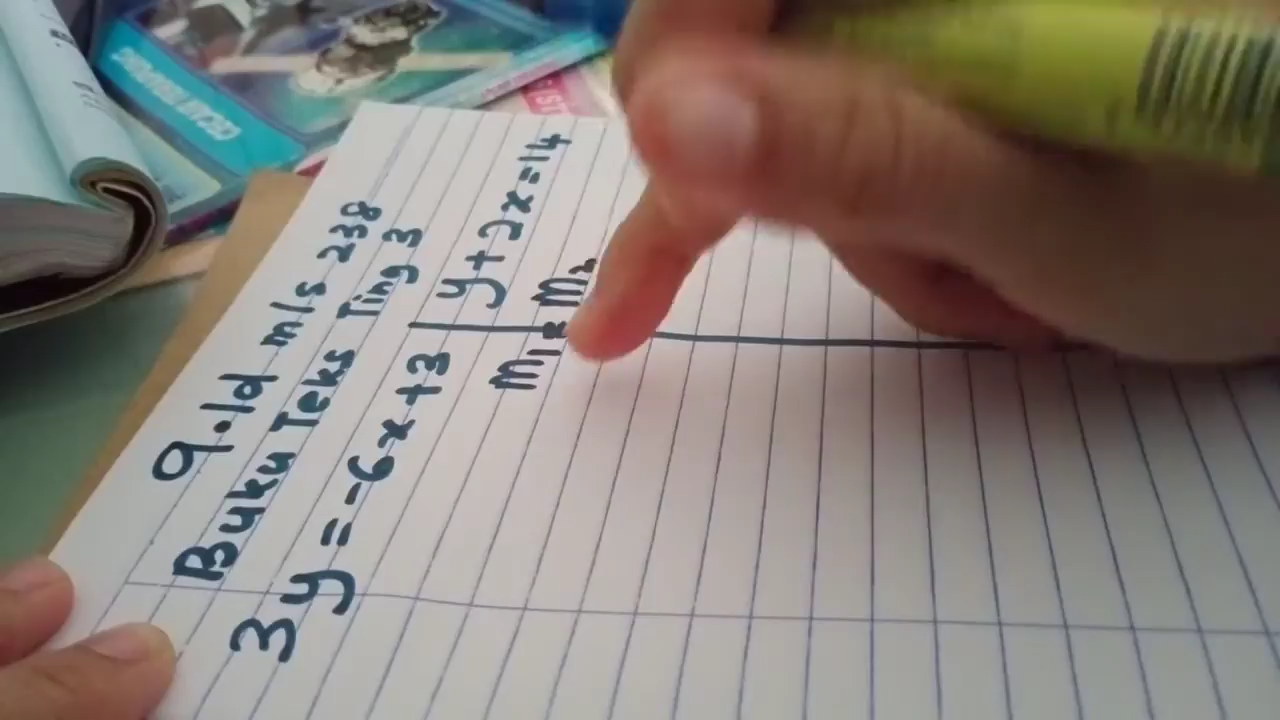 9.1d m/s 238
Buku Teks Ting 3
3y = -6x + 3
y + 2x = 14
m₁ = m₂